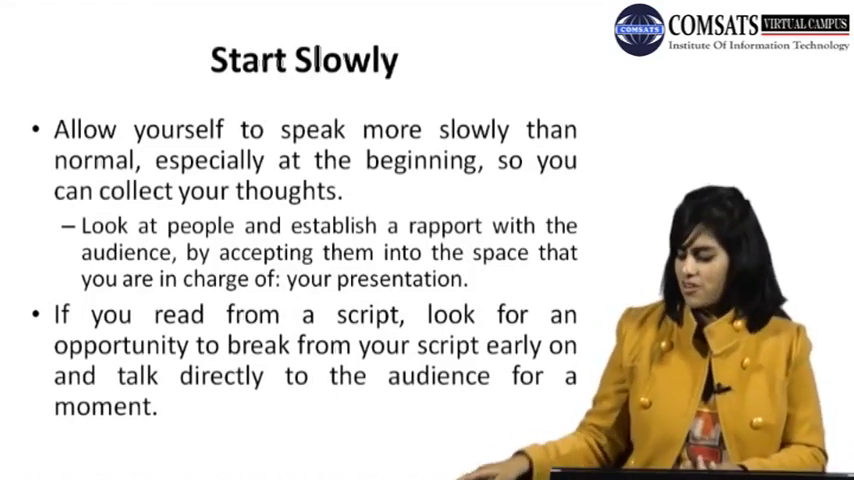 COMSATS VIRTUAL CAMPUS
COMSATS
Institute Of Information Technology
Start Slowly
• Allow yourself to speak more slowly than
normal, especially at the beginning, so you
can collect your thoughts.
– Look at people and establish a rapport with the
audience, by accepting them into the space that
you are in charge of: your presentation.
• If you read from a script, look for an
opportunity to break from your script early on
and talk directly to the audience for a
moment.